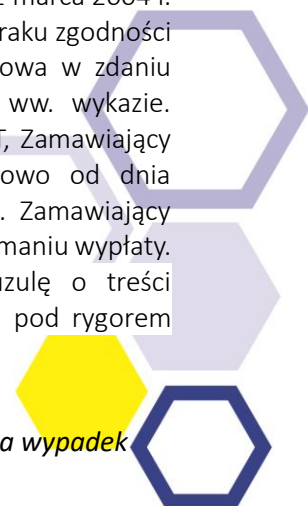 z marca 2004 r.
raku zgodności
owa w zdaniu
ww. wykazie.
T, Zamawiający
owo od dnia
. Zamawiający
maniu wypłaty.
uzulę o treści
pod rygorem
a wypadek